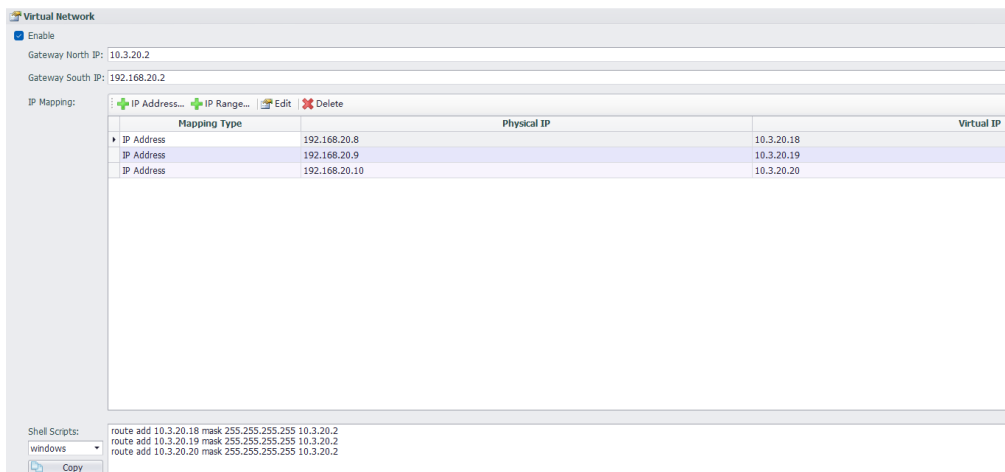 Virtual Network
Enable
Gateway North IP: 10.3.20.2
Gateway South IP: 192.168.20.2
IP Mapping:
IP Address... IP Range... Edit Delete
Mapping Type Physical IP Virtual IP
IP Address 192.168.20.8 10.3.20.18
IP Address 192.168.20.9 10.3.20.19
IP Address 192.168.20.10 10.3.20.20
Shell Scripts:
windows
Copy
route add 10.3.20.18 mask 255.255.255.255 10.3.20.2
route add 10.3.20.19 mask 255.255.255.255 10.3.20.2
route add 10.3.20.20 mask 255.255.255.255 10.3.20.2